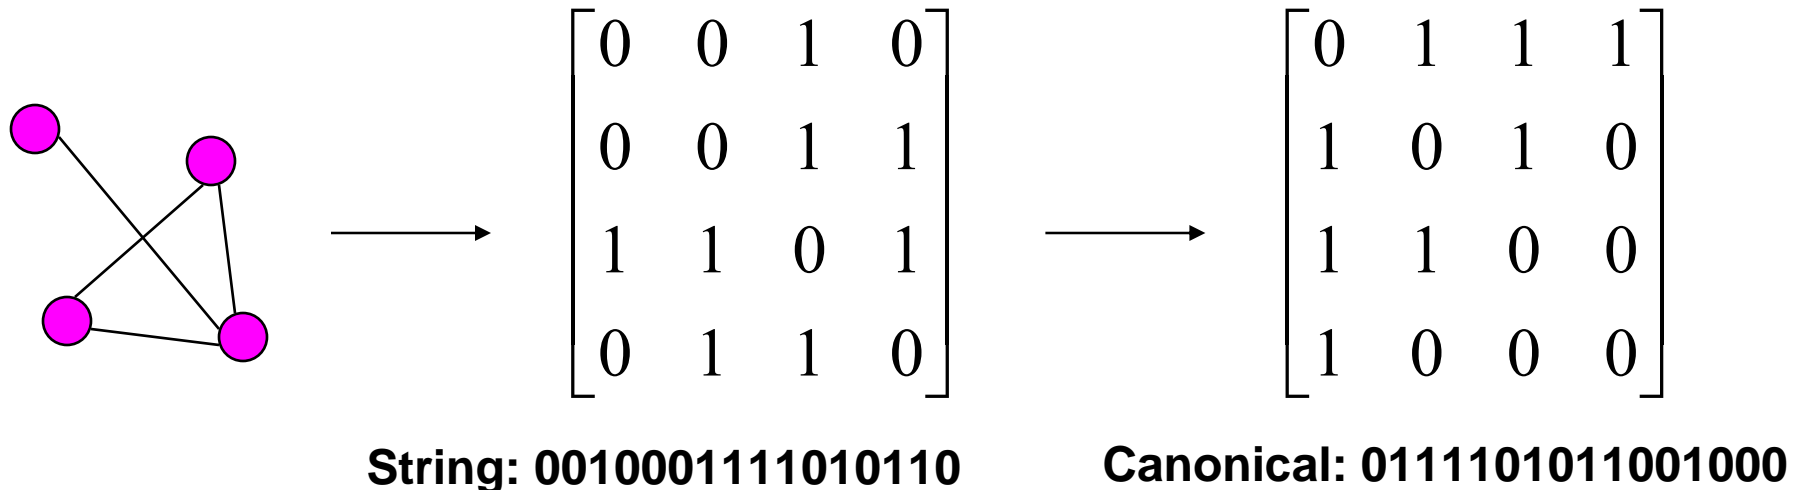 0 0 1 0
0 0 1 1
1 1 0 1
0 1 1 0
0 1 1 1
1 0 1 0
1 1 0 0
1 0 0 0
String: 0010001111010110
Canonical: 0111101011001000